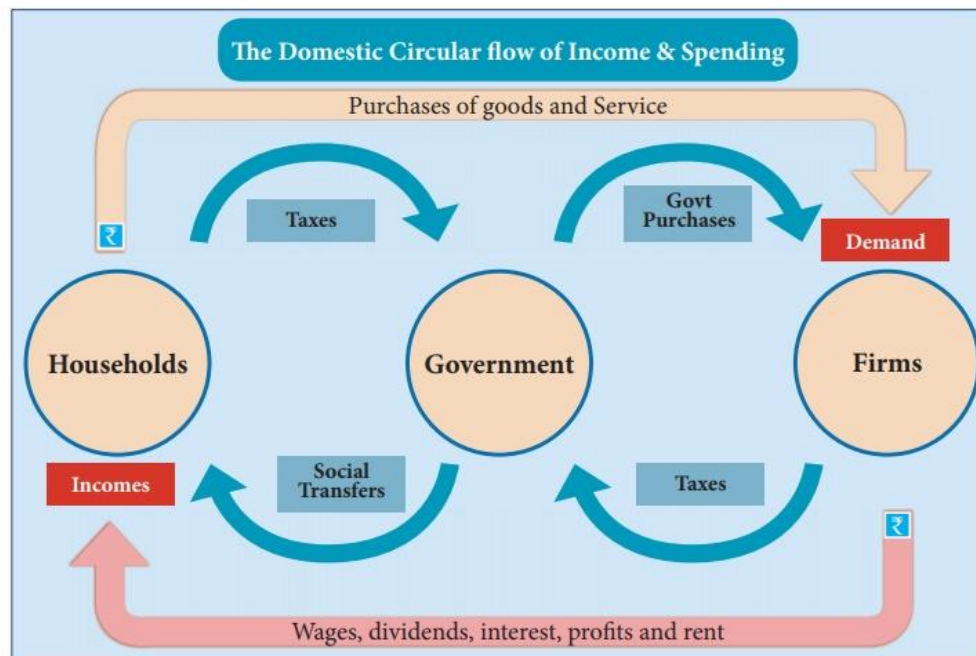 The Domestic Circular flow of Income & Spending
Purchases of goods and Service
Taxes
Govt
Purchases
₹
Demand
Households
Government
Firms
Incomes
Social
Transfers
Taxes
₹
Wages, dividends, interest, profits and rent